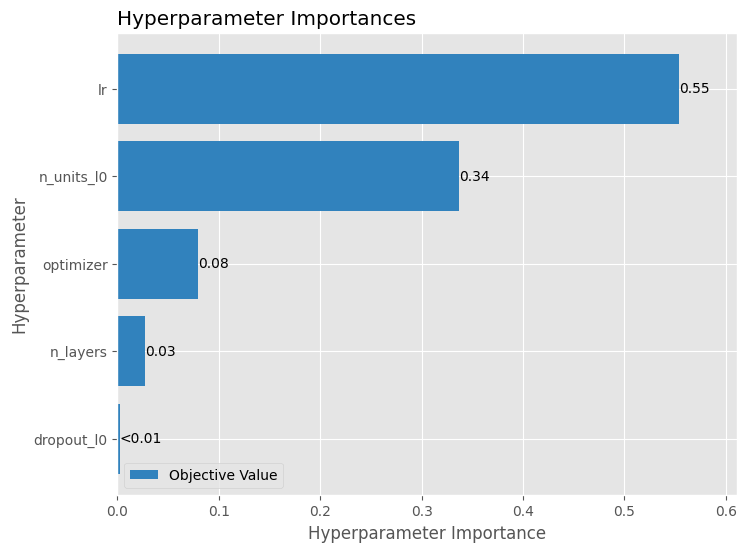 Hyperparameter Importances
Hyperparameter
lr
0.55
n_units_l0
0.34
optimizer
0.08
n_layers
0.03
dropout_l0
<0.01
Objective Value
0.0 0.1 0.2 0.3 0.4 0.5 0.6
Hyperparameter Importance